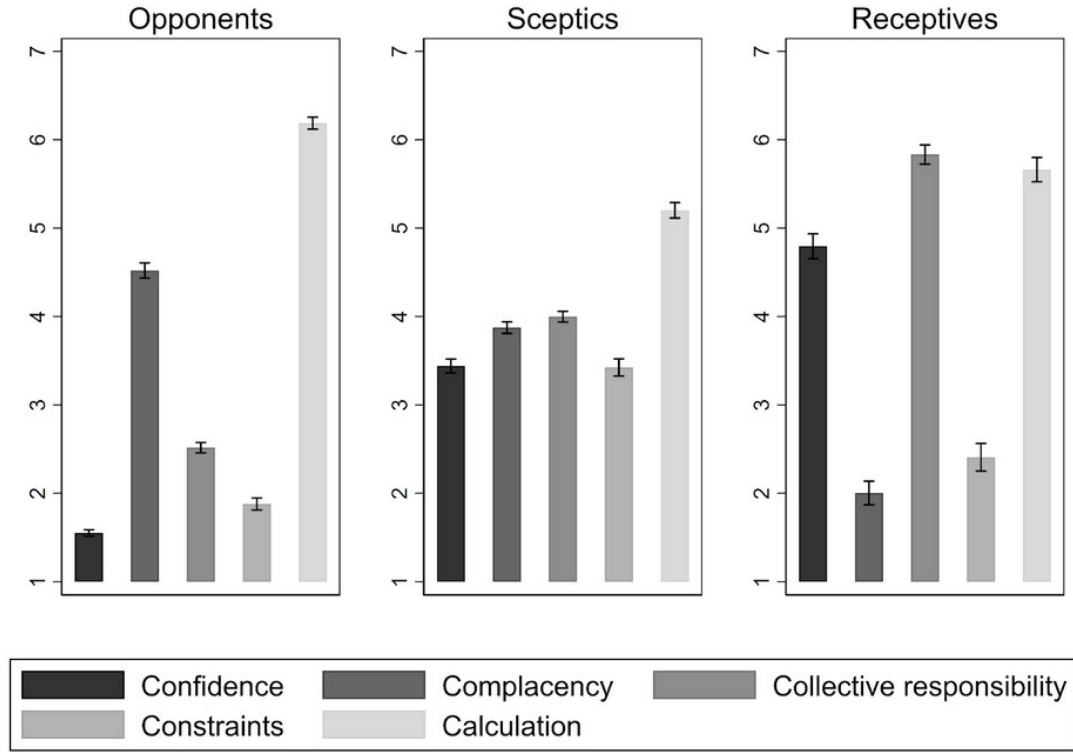 Opponents
7
6
5
4
3
2
1
Sceptics
7
6
5
4
3
2
1
Receptives
7
6
5
4
3
2
1
Confidence
Complacency
Collective responsibility
Constraints
Calculation